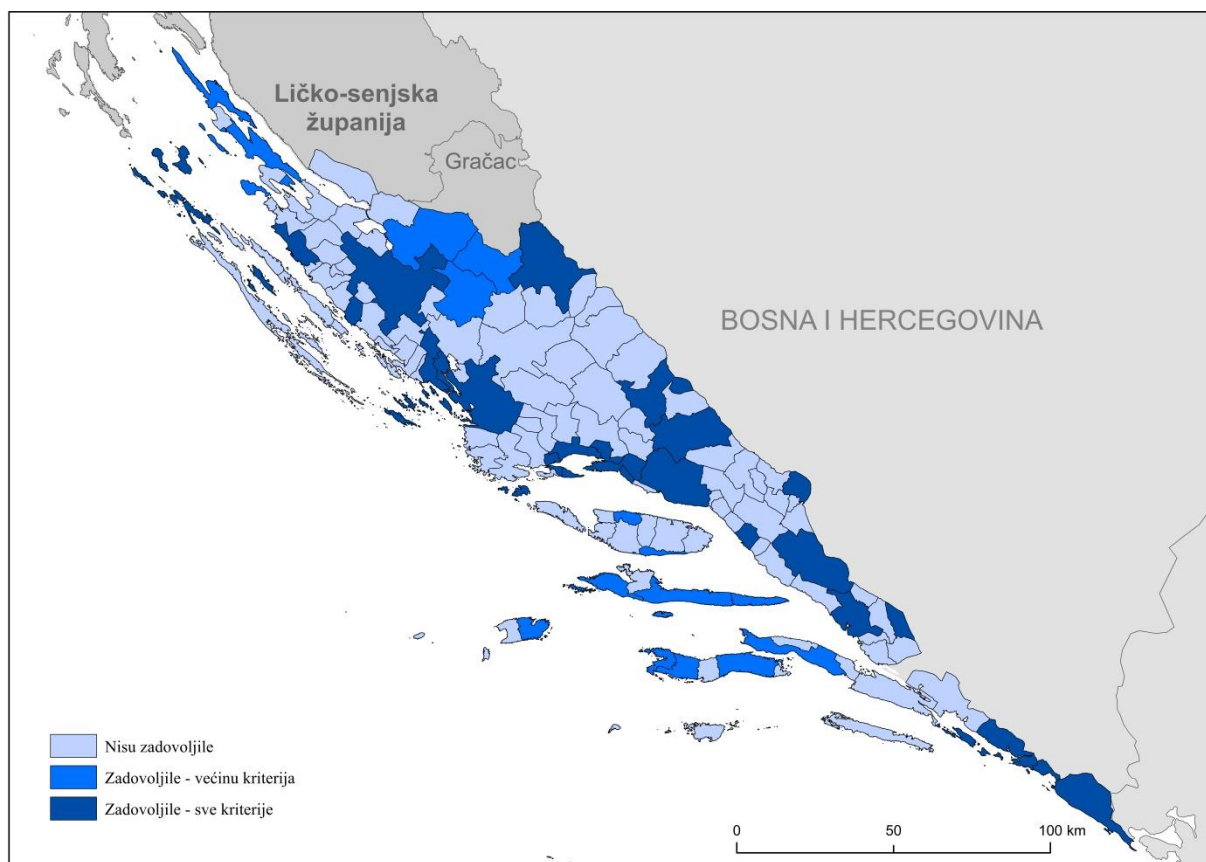 Ličko-senjska
županija
Gračac
BOSNA I HERCEGOVINA
Nisu zadovoljile
Zadovoljile - većinu kriterija
Zadovoljile - sve kriterije
0 50 100 km